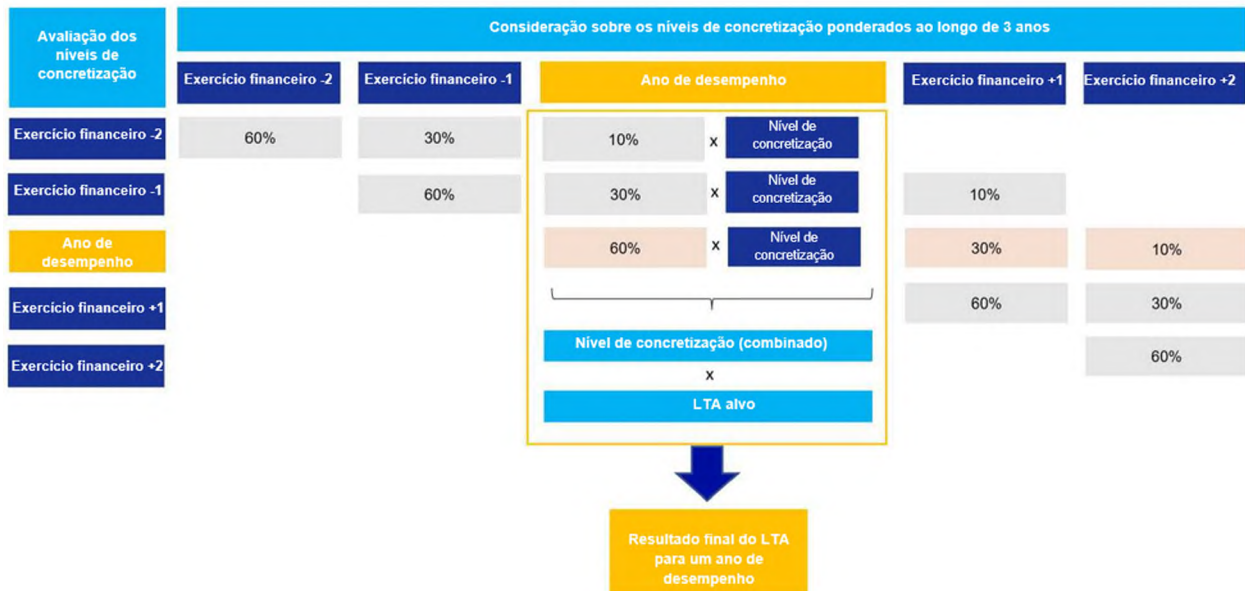 Avaliação dos
níveis de
concretização
Consideração sobre os níveis de concretização ponderados ao longo de 3 anos
Exercício financeiro -2
Exercício financeiro -1
Ano de desempenho
Exercício financeiro +1
Exercício financeiro +2
Exercício financeiro -2
60%
30%
10%
x
Nível de
concretização
Exercício financeiro -1
60%
30%
x
Nível de
concretização
10%
Ano de
desempenho
60%
x
Nível de
concretização
30%
10%
Exercício financeiro +1
60%
30%
Exercício financeiro +2
60%
Nível de concretização (combinado)
x
LTA alvo
Resultado final do LTA
para um ano de
desempenho